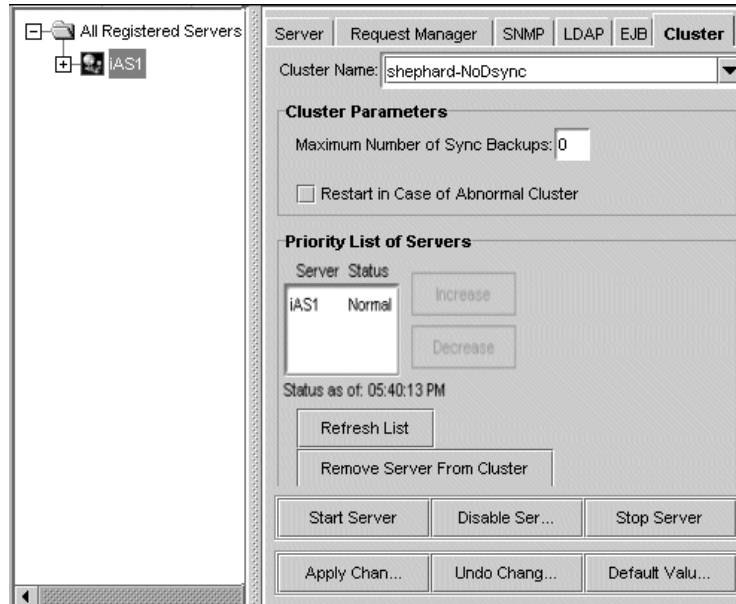 All Registered Servers
iAS1
Server Request Manager SNMP LDAP EJB Cluster
Cluster Name: shephard-NoDsync
Cluster Parameters
Maximum Number of Sync Backups: 0
Restart in Case of Abnormal Cluster
Priority List of Servers
Server Status
iAS1 Normal
Increase
Decrease
Status as of: 05:40:13 PM
Refresh List
Remove Server From Cluster
Start Server Disable Ser... Stop Server
Apply Chan... Undo Chang... Default Valu...